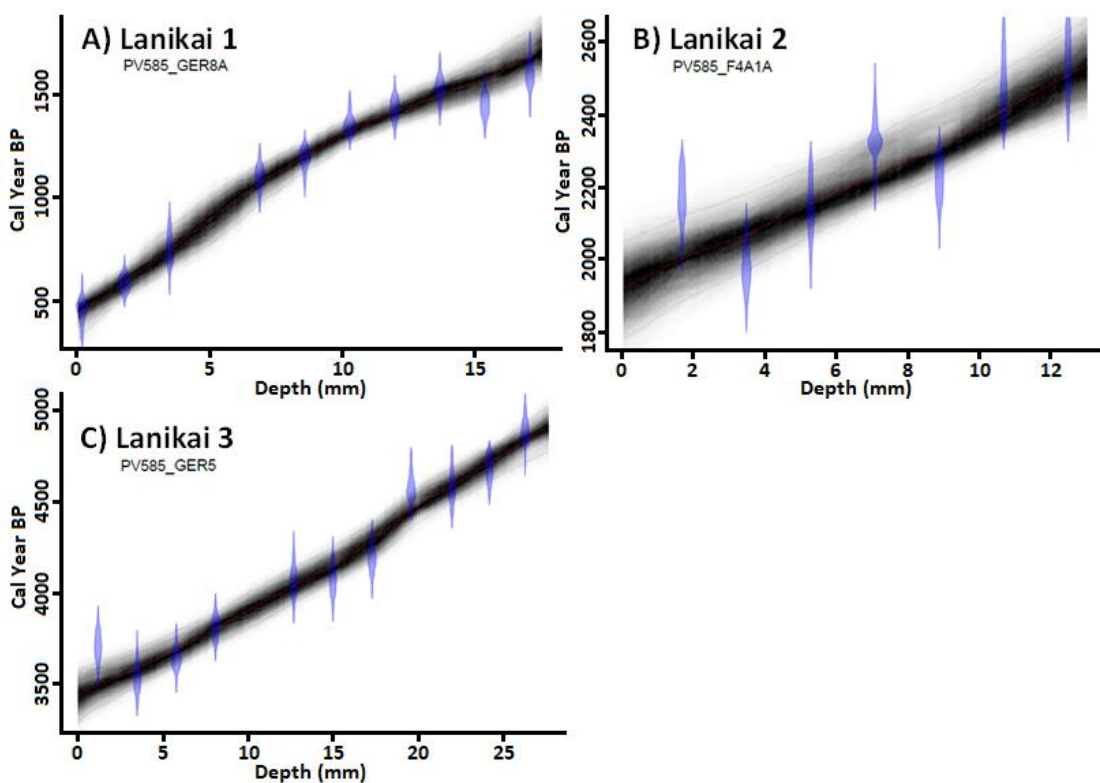 A) Lanikai 1
PV585_GER8A
Cal Year BP
1500
1000
500
0 5 10 15
Depth (mm)
B) Lanikai 2
PV585_F4A1A
Cal Year BP
2600
2400
2200
2000
1800
0 2 4 6 8 10 12
Depth (mm)
C) Lanikai 3
PV585_GER5
Cal Year BP
5000
4500
4000
3500
0 5 10 15 20 25
Depth (mm)